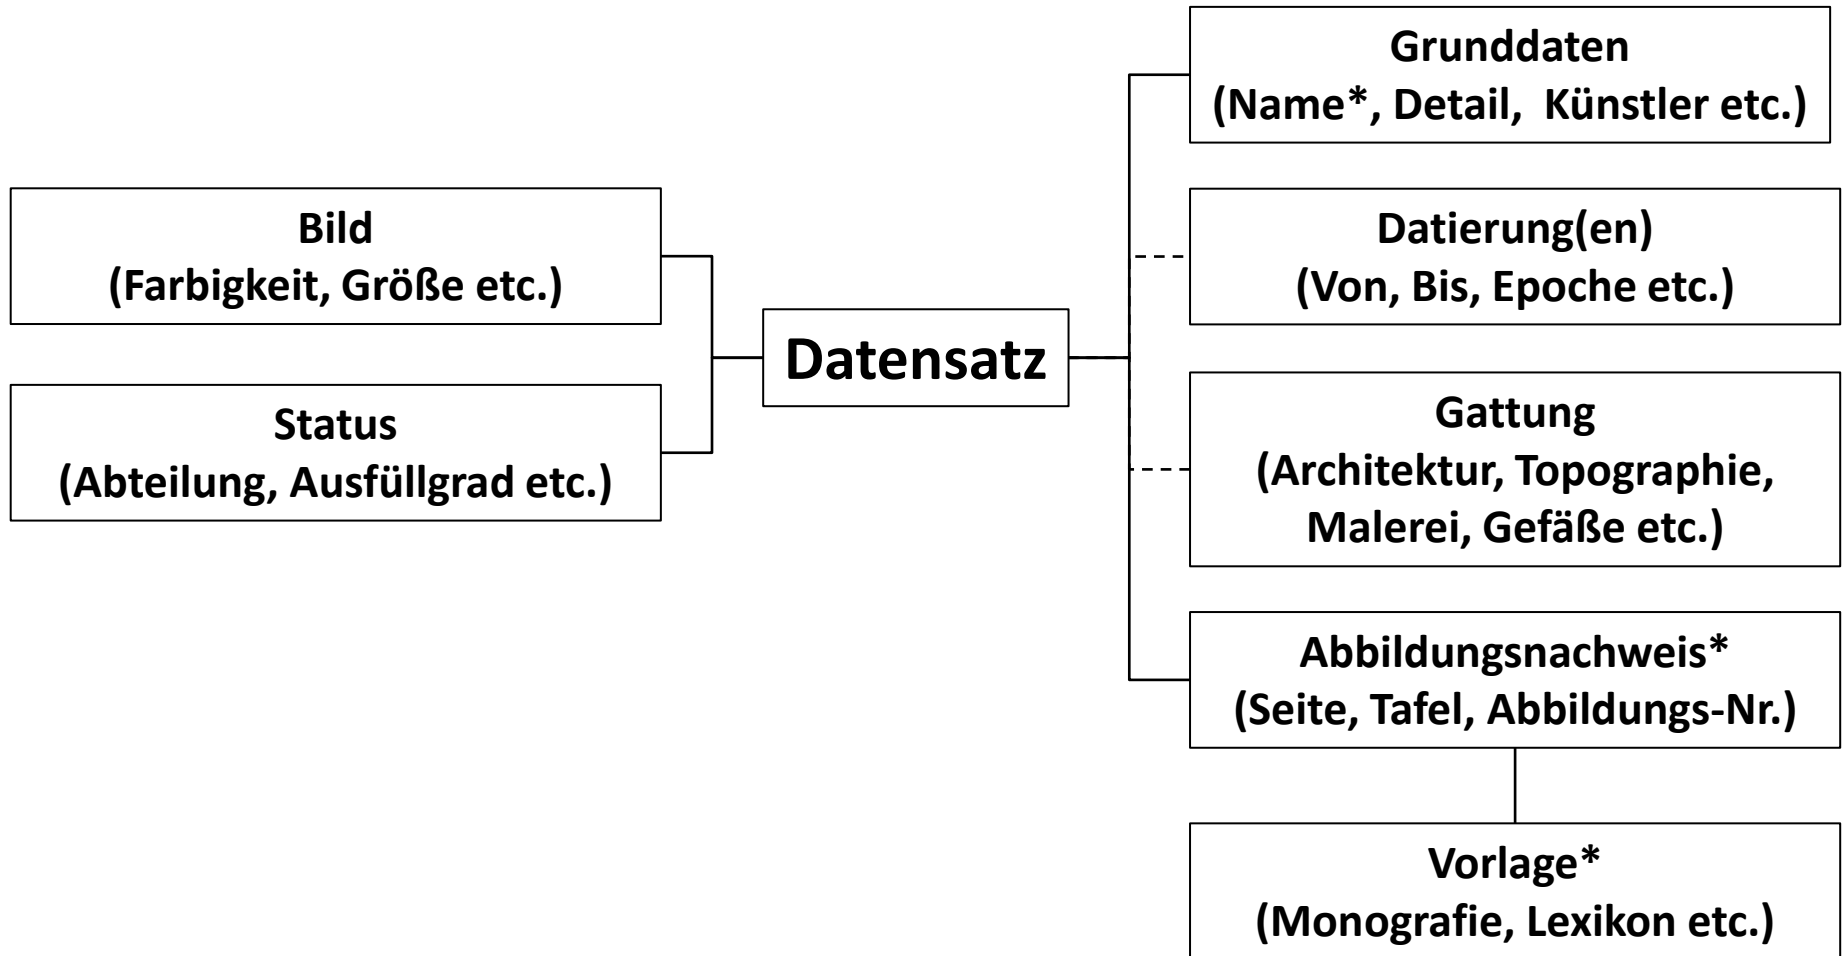 Bild
(Farbigkeit, Größe etc.)
Status
(Abteilung, Ausfüllgrad etc.)
Datensatz
Grunddaten
(Name*, Detail,  Künstler etc.)
Datierung(en)
(Von, Bis, Epoche etc.)
Gattung
(Architektur, Topographie,
Malerei, Gefäße etc.)
Abbildungsnachweis*
(Seite, Tafel, Abbildungs-Nr.)
Vorlage*
(Monografie, Lexikon etc.)